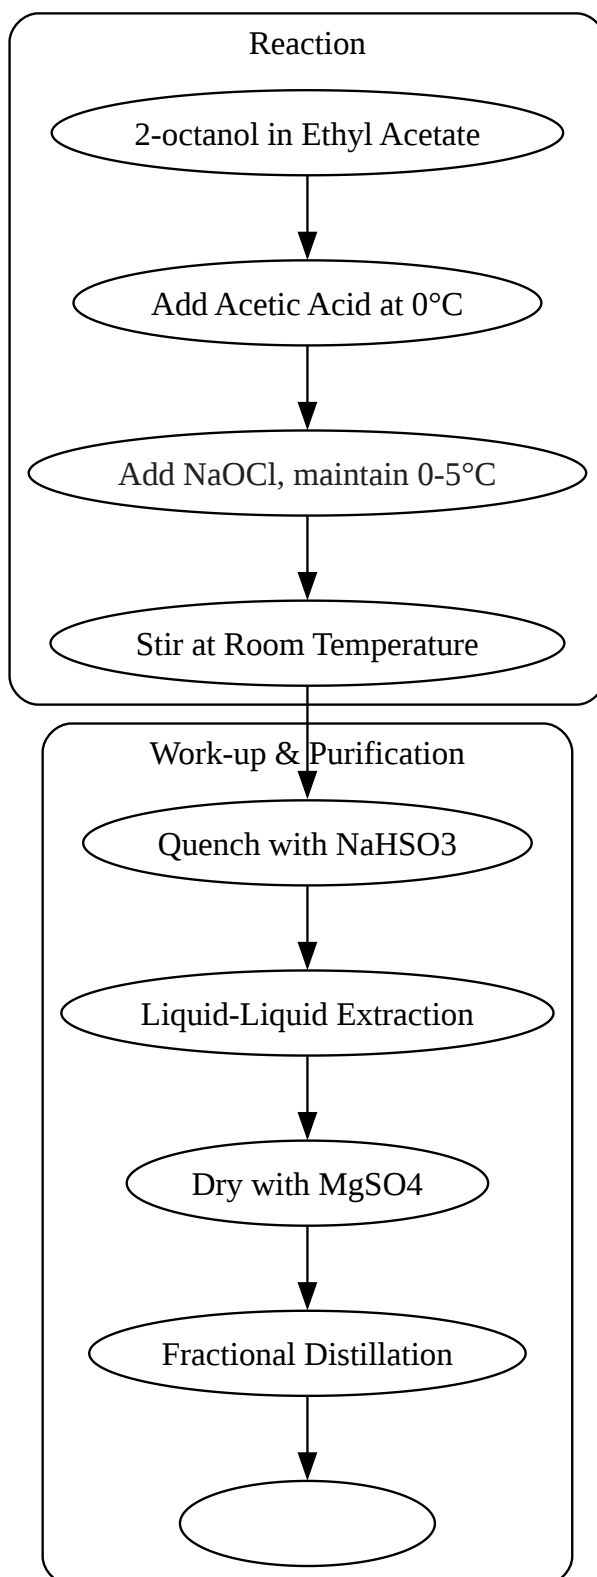 Reaction
2-octanol in Ethyl Acetate
Add Acetic Acid at 0°C
Add NaOCl, maintain 0-5°C
Stir at Room Temperature
Work-up & Purification
Quench with NaHSO3
Liquid-Liquid Extraction
Dry with MgSO4
Fractional Distillation